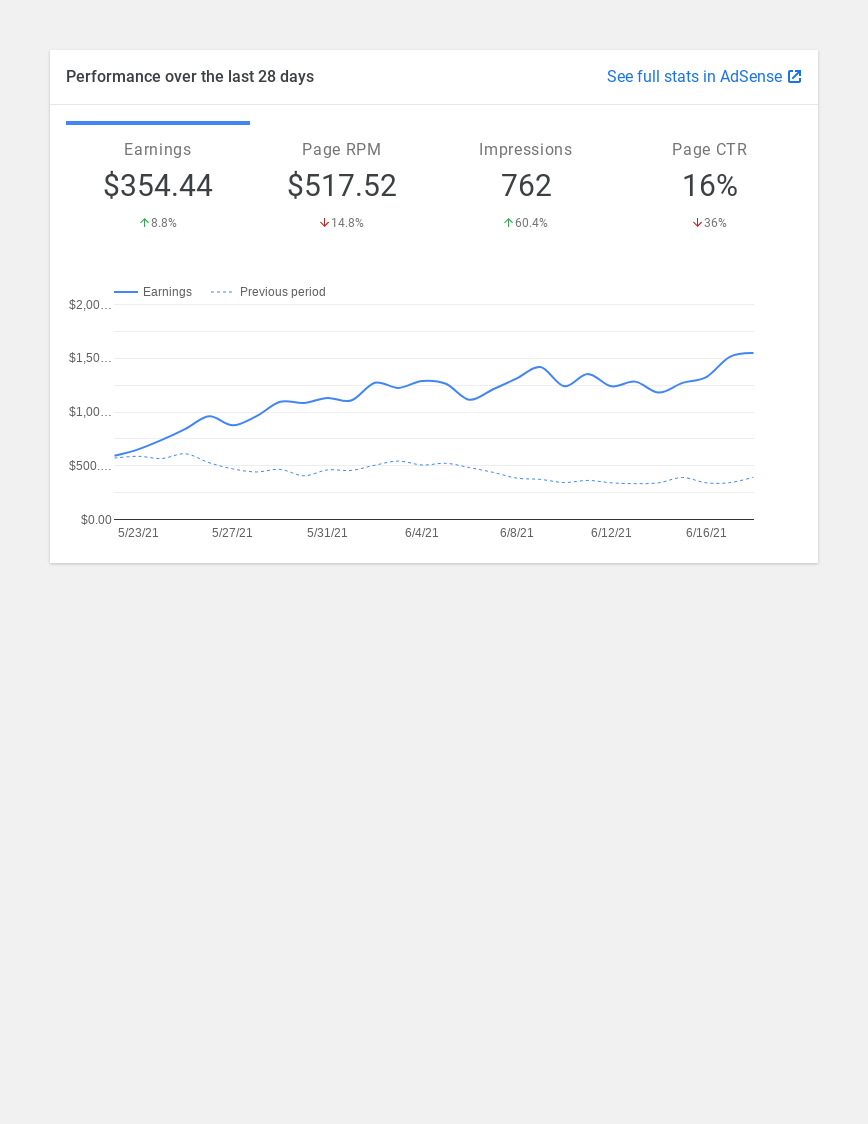 Performance over the last 28 days
See full stats in AdSense
Earnings
$354.44
8.8%
Page RPM
$517.52
14.8%
Impressions
762
60.4%
Page CTR
16%
36%
Earnings
Previous period
$2,00…
$1,50…
$1,00…
$500.…
$0.00
5/23/21
5/27/21
5/31/21
6/4/21
6/8/21
6/12/21
6/16/21